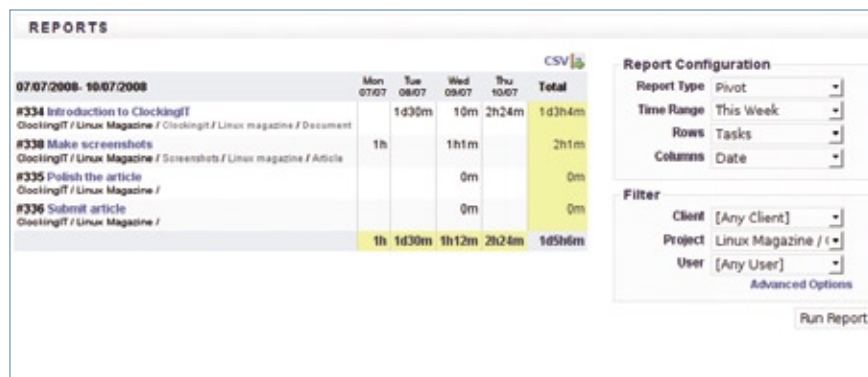 REPORTS
CSV
07/07/2008- 10/07/2008 Mon 07/07 Tue 08/07 Wed 09/07 Thu 10/07 Total
#334 Introduction to ClockingIT 1d30m 10m 2h24m 1d3h4m
ClockingIT / Linux Magazine / Clockingit / Linux magazine / Document
#338 Make screenshots 1h 1h1m 2h1m
ClockingIT / Linux Magazine / Screenshots / Linux magazine / Article
#335 Polish the article 0m 0m
ClockingIT / Linux Magazine /
#336 Submit article 0m 0m
ClockingIT / Linux Magazine /
1h 1d30m 1h12m 2h24m 1d5h6m
Report Configuration
Report Type Pivot
Time Range This Week
Rows Tasks
Columns Date
Filter
Client [Any Client]
Project Linux Magazine / 
User [Any User]
Advanced Options
Run Report